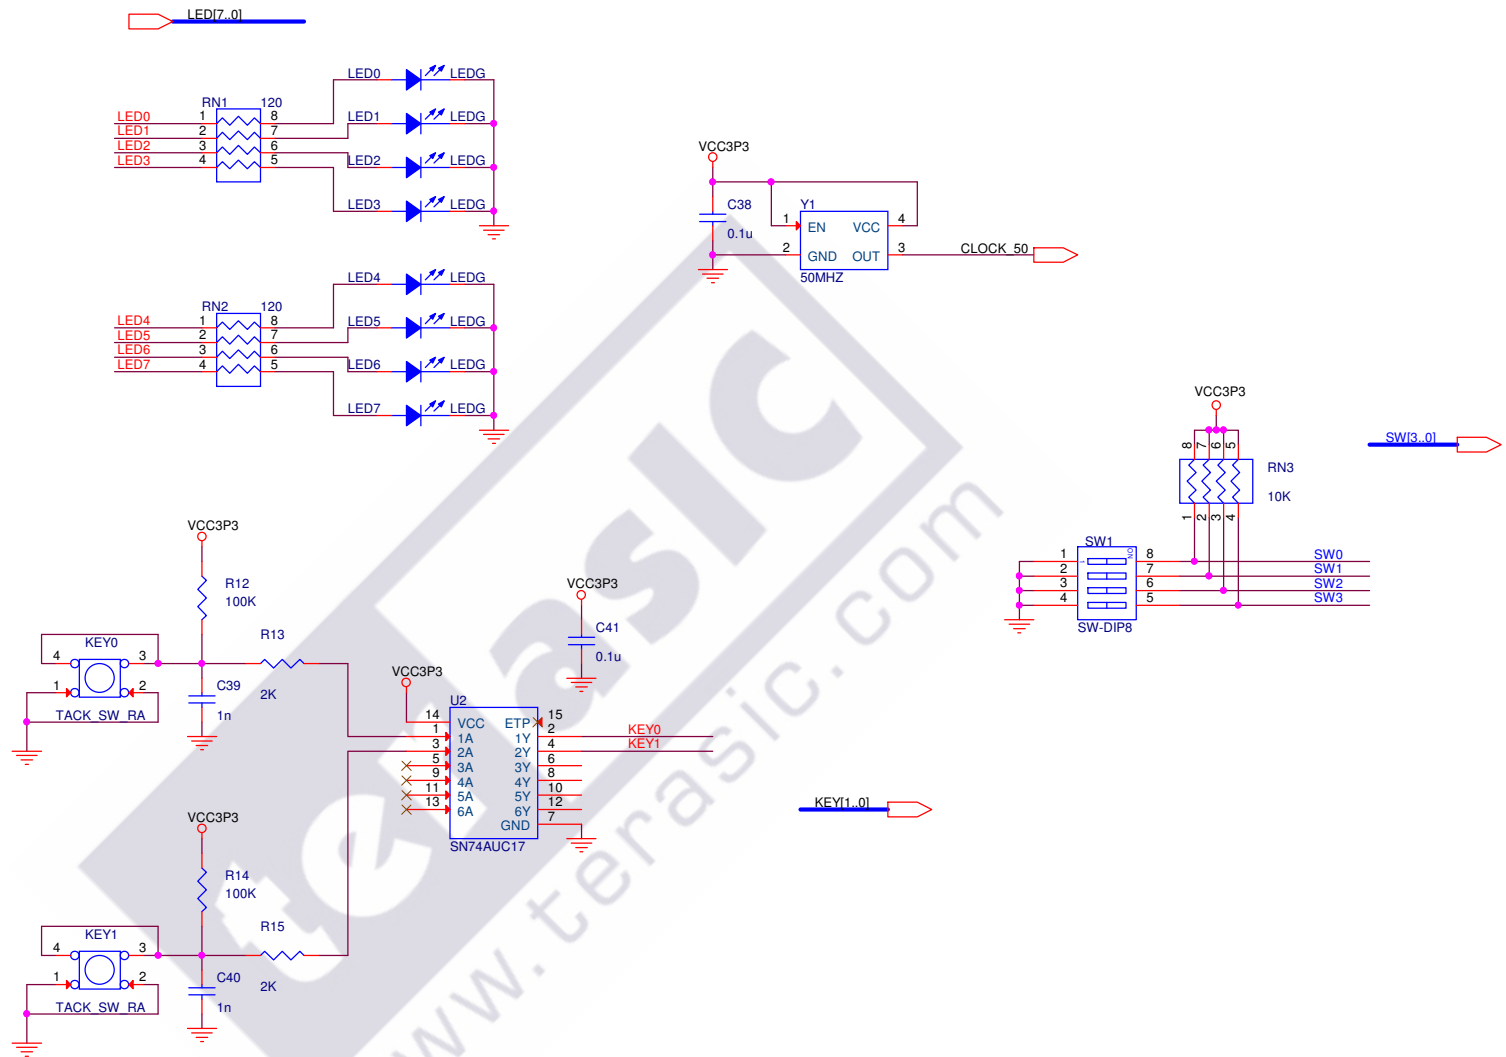 LED[7..0]
LED0 LEDG
RN1 120
LED0 1 8 LED1 LEDG
LED1 2 7
LED2 3 6 LED2 LEDG
LED3 4 5
LED3 LEDG
LED4 LEDG
RN2 120
LED4 1 8 LED5 LEDG
LED5 2 7
LED6 3 6 LED6 LEDG
LED7 4 5
LED7 LEDG
VCC3P3
C38
0.1u
Y1
1 EN VCC 4
2 GND OUT 3
50MHZ
CLOCK_50
VCC3P3
8 7 6 5
RN3
10K
1 2 3 4
SW[3..0]
SW1
ON
1
1 8 SW0
2 7 SW1
3 6 SW2
4 5 SW3
SW-DIP8
VCC3P3
R12
100K
R13
2K
KEY0
4 3
1 2
TACK_SW_RA
C39
1n
VCC3P3
C41
0.1u
VCC3P3
U2
14 VCC ETP 15
1 1A 1Y 2 KEY0
3 2A 2Y 4 KEY1
5 3A 3Y 6
9 4A 4Y 8
11 5A 5Y 10
13 6A 6Y 12
GND 7
SN74AUC17
KEY[1..0]
VCC3P3
R14
100K
R15
2K
KEY1
4 3
1 2
TACK_SW_RA
C40
1n
terasic
www.terasic.com